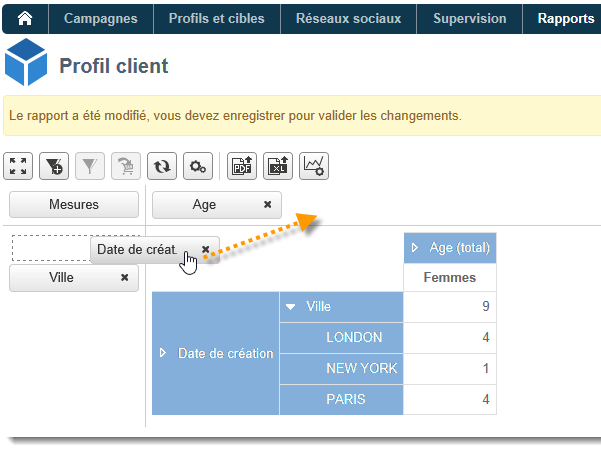 Campagnes Profils et cibles Réseaux sociaux Supervision Rapports
Profil client
Le rapport a été modifié, vous devez enregistrer pour valider les changements.
PDF XL
Mesures Age ×
Date de créat. ×
Ville ×
Age (total)
Femmes
Ville 9
Date de création
LONDON 4
NEW YORK 1
PARIS 4